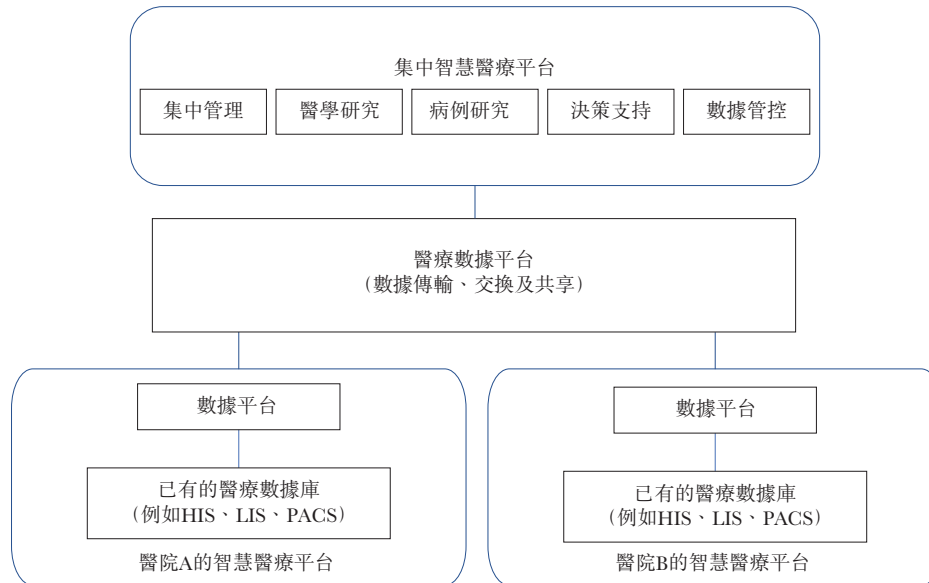 集中智慧醫療平台
集中管理
醫學研究
病例研究
決策支持
數據管控
醫療數據平台
(數據傳輸、交換及共享)
數據平台
已有的醫療數據庫
(例如HIS、LIS、PACS)
醫院A的智慧醫療平台
數據平台
已有的醫療數據庫
(例如HIS、LIS、PACS)
醫院B的智慧醫療平台